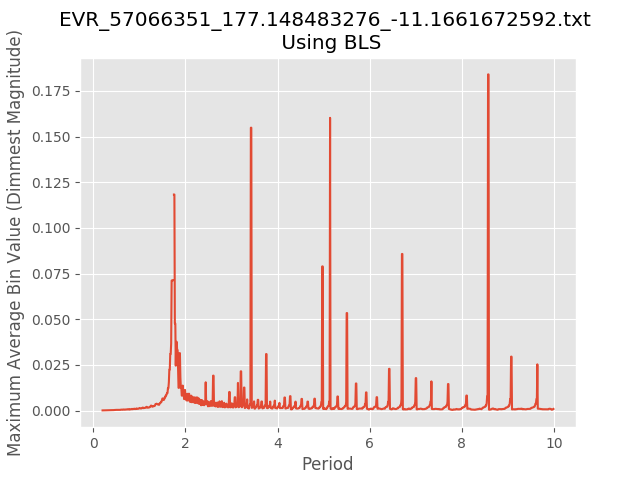 EVR_57066351_177.148483276_-11.1661672592.txt
Using BLS
Maximum Average Bin Value (Dimmest Magnitude)
0.175
0.150
0.125
0.100
0.075
0.050
0.025
0.000
0 2 4 6 8 10
Period